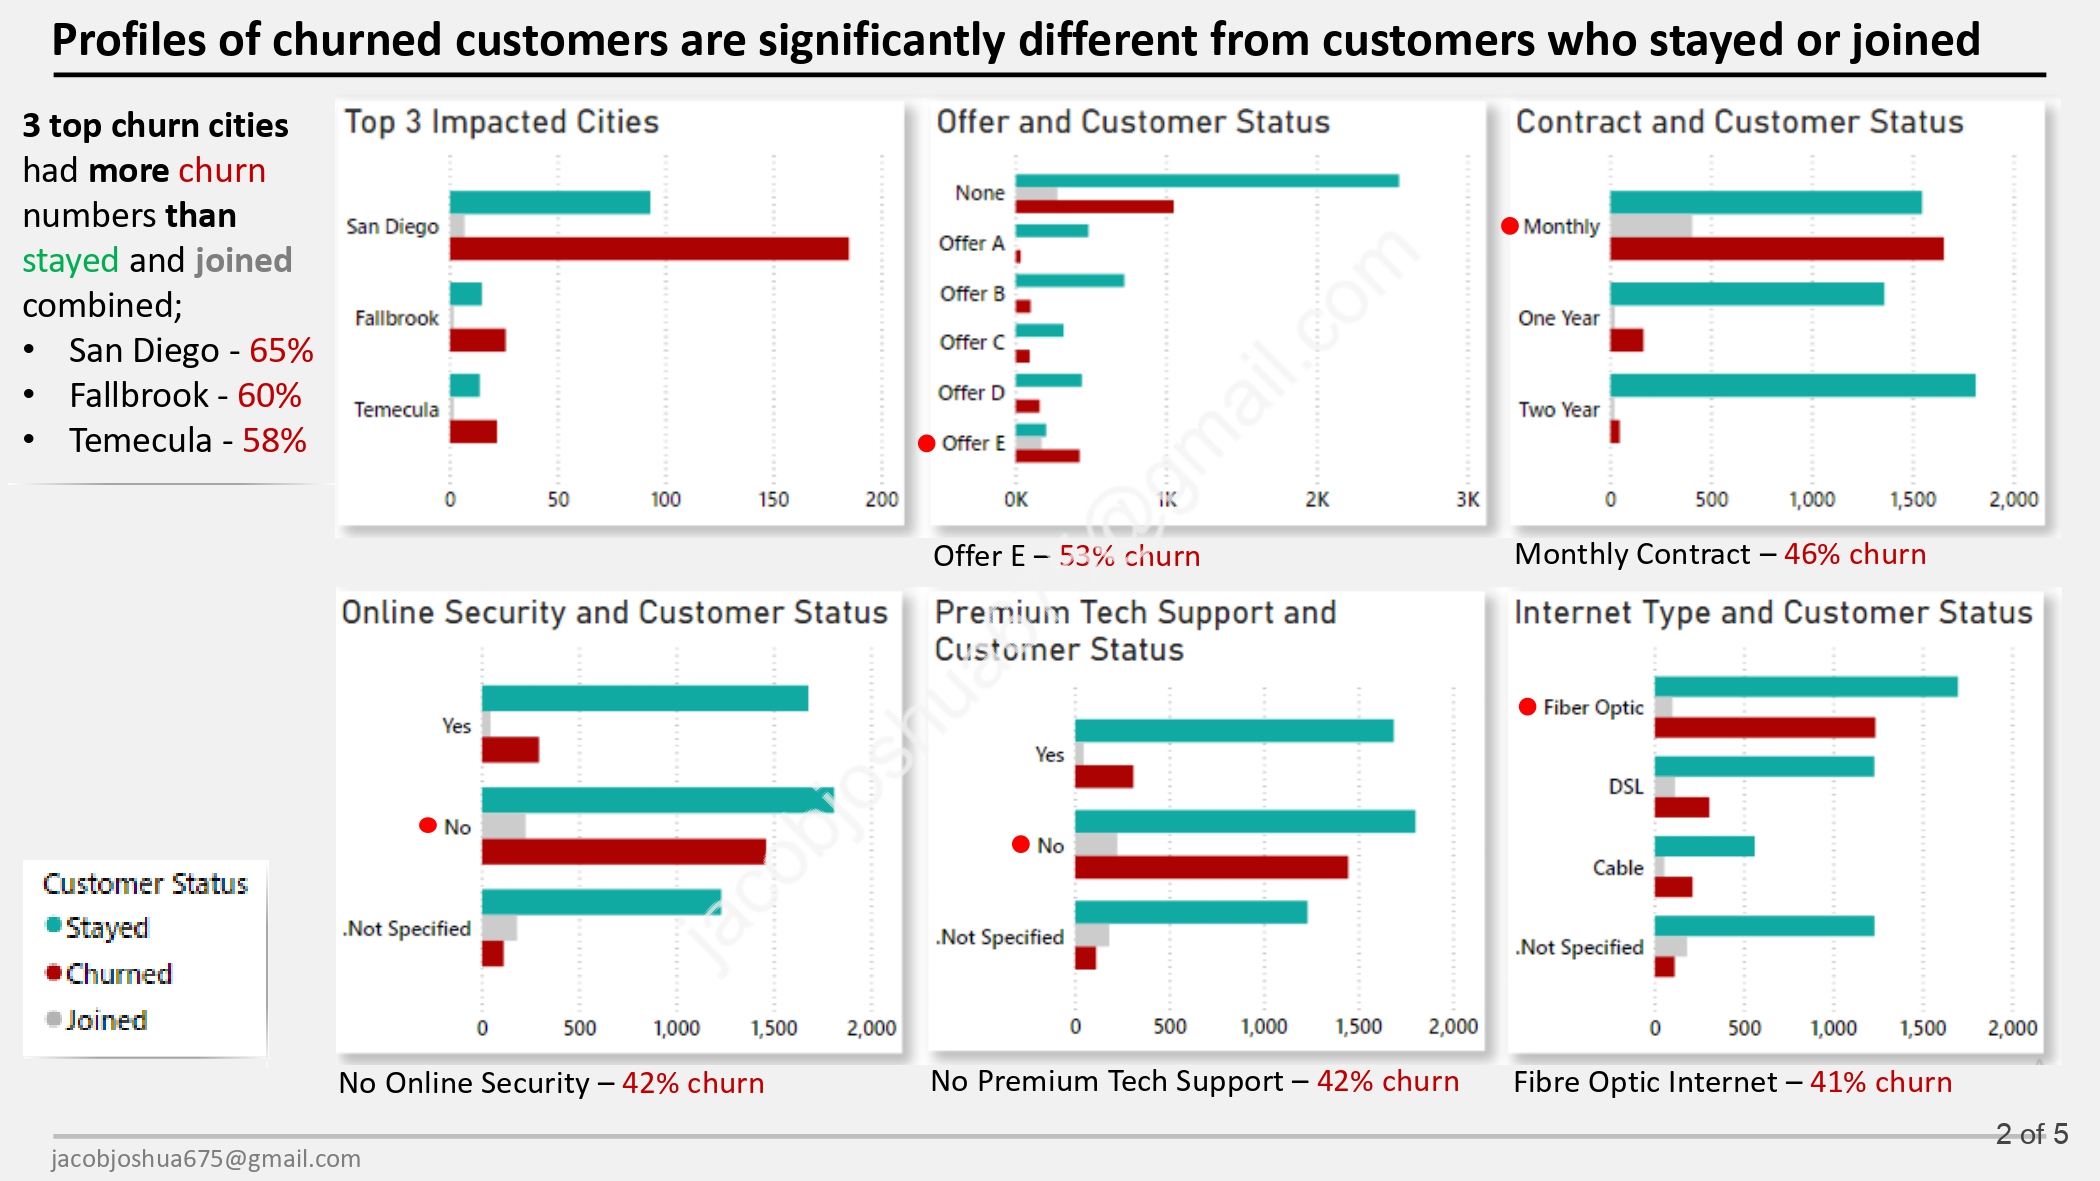 Profiles of churned customers are significantly different from customers who stayed or joined
3 top churn cities
had more churn
numbers than
stayed and joined
combined;
• San Diego - 65%
• Fallbrook - 60%
• Temecula - 58%
Top 3 Impacted Cities
San Diego
Fallbrook
Temecula
0 50 100 150 200
Offer and Customer Status
None
Offer A
Offer B
Offer C
Offer D
Offer E
0K 1K 2K 3K
Offer E – 53% churn
Contract and Customer Status
Monthly
One Year
Two Year
0 500 1,000 1,500 2,000
Monthly Contract – 46% churn
Customer Status
Stayed
Churned
Joined
Online Security and Customer Status
Yes
No
.Not Specified
0 500 1,000 1,500 2,000
No Online Security – 42% churn
Premium Tech Support and
Customer Status
Yes
No
.Not Specified
0 500 1,000 1,500 2,000
No Premium Tech Support – 42% churn
Internet Type and Customer Status
Fiber Optic
DSL
Cable
.Not Specified
0 500 1,000 1,500 2,000
Fibre Optic Internet – 41% churn
2 of 5
jacobjoshua675@gmail.com